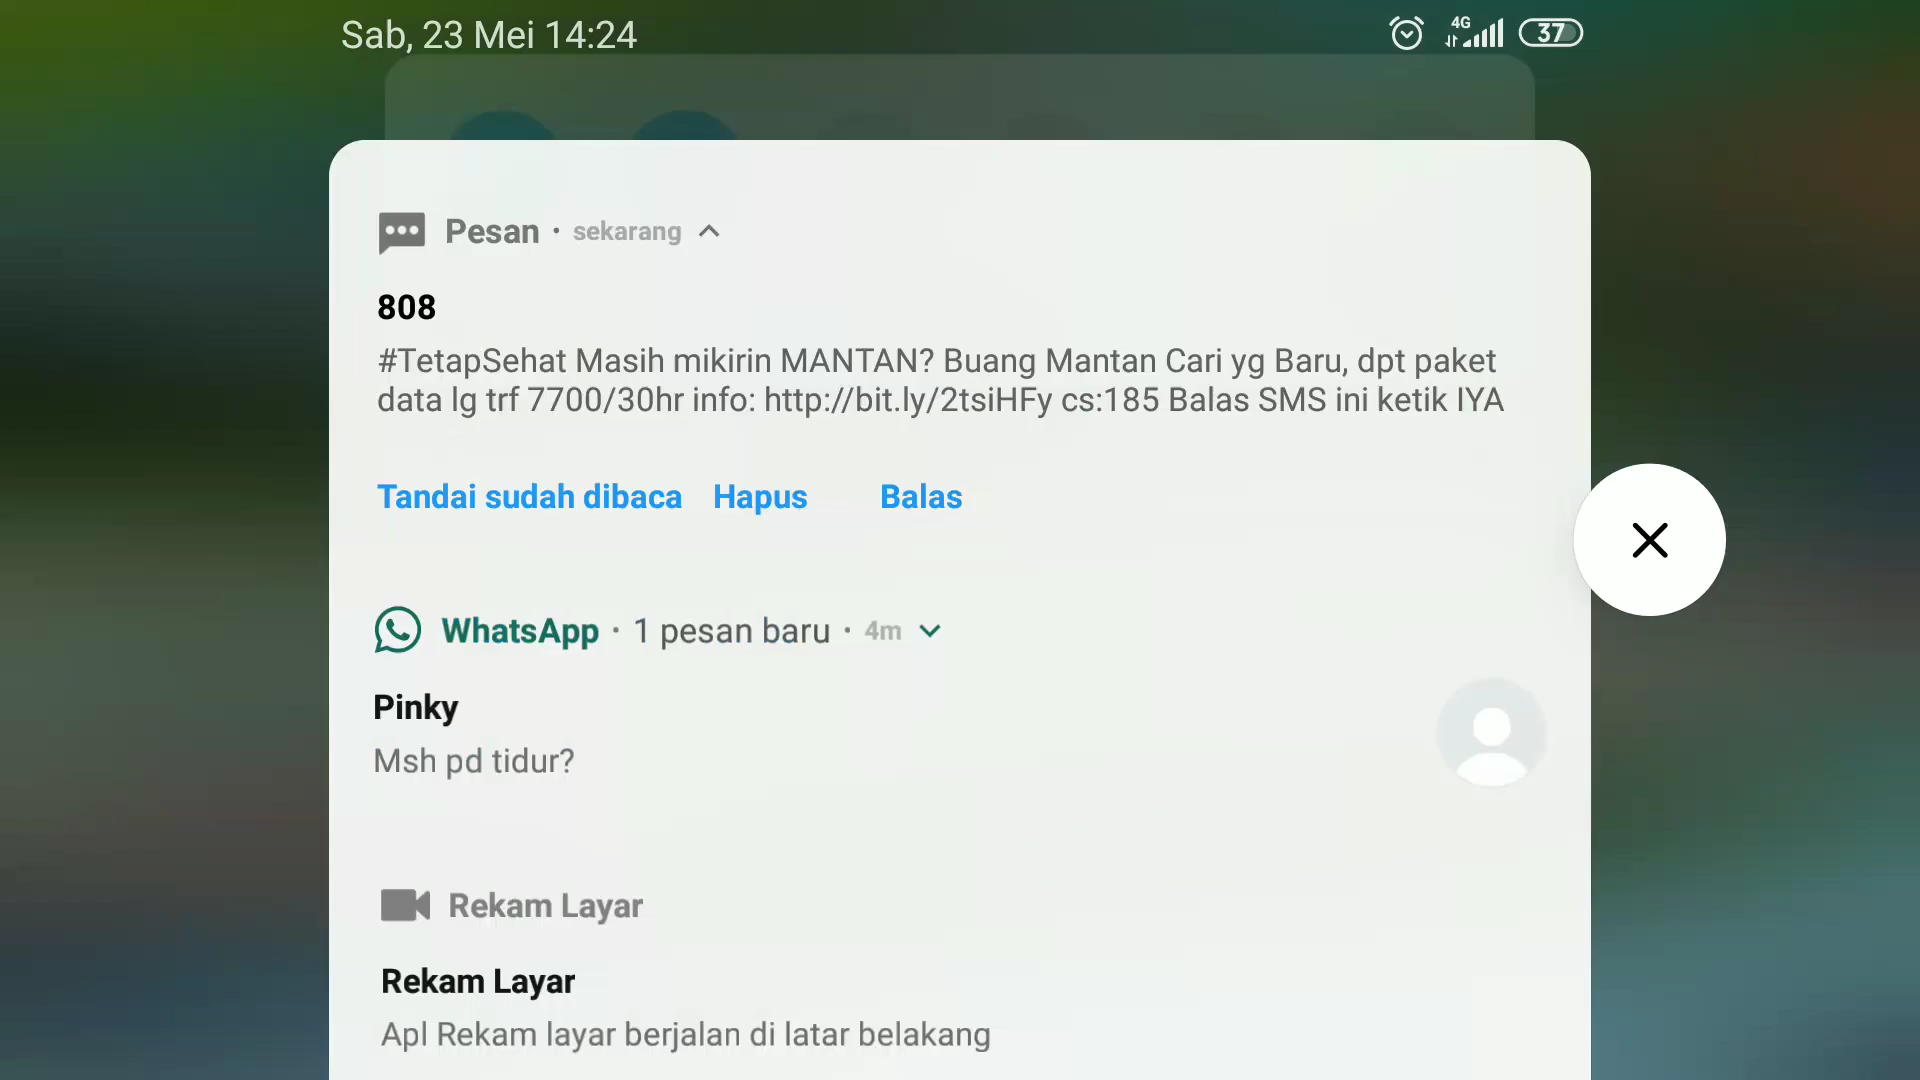 Sab, 23 Mei 14:24
4G
37
Pesan · sekarang
808
#TetapSehat Masih mikirin MANTAN? Buang Mantan Cari yg Baru, dpt paket
data lg trf 7700/30hr info: http://bit.ly/2tsiHFy cs:185 Balas SMS ini ketik IYA
Tandai sudah dibaca Hapus Balas
WhatsApp · 1 pesan baru · 4m
Pinky
Msh pd tidur?
Rekam Layar
Rekam Layar
Apl Rekam layar berjalan di latar belakang